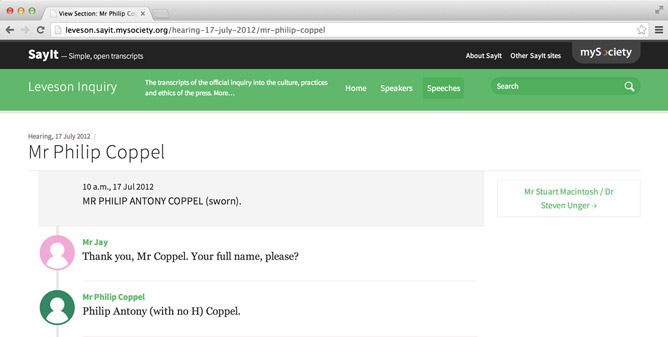 View Section: Mr Philip Co
leveson.sayit.mysociety.org/hearing-17-july-2012/mr-philip-coppel
SayIt — Simple, open transcripts
About SayIt Other SayIt sites mySociety
Leveson Inquiry
The transcripts of the official inquiry into the culture, practices
and ethics of the press. More...
Home Speakers Speeches
Search
Hearing, 17 July 2012 /
Mr Philip Coppel
10 a.m., 17 Jul 2012
MR PHILIP ANTONY COPPEL (sworn).
Mr Stuart Macintosh / Dr
Steven Unger →
Mr Jay
Thank you, Mr Coppel. Your full name, please?
Mr Philip Coppel
Philip Antony (with no H) Coppel.